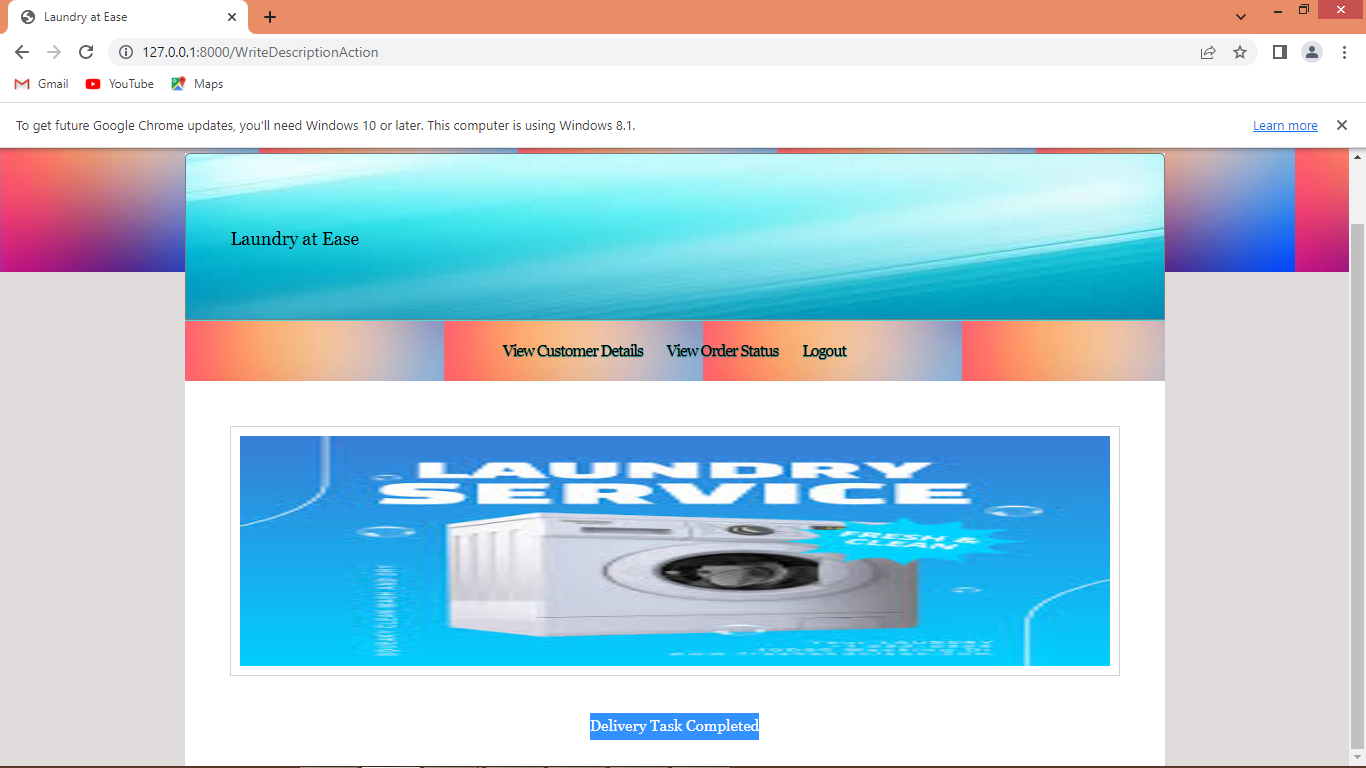 Laundry at Ease
127.0.0.1:8000/WriteDescriptionAction
Gmail YouTube Maps
To get future Google Chrome updates, you'll need Windows 10 or later. This computer is using Windows 8.1. Learn more
Laundry at Ease
View Customer Details View Order Status Logout
LAUNDRY
SERVICE
FRESH &
CLEAN
Delivery Task Completed